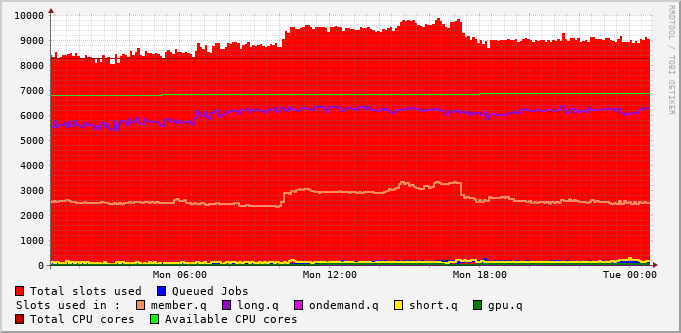 10000
9000
8000
7000
6000
5000
4000
3000
2000
1000
0
Mon 06:00 Mon 12:00 Mon 18:00 Tue 00:00
RRDTOOL / TOBI OETIKER
Total slots used Queued Jobs
Slots used in : member.q long.q ondemand.q short.q gpu.q
Total CPU cores Available CPU cores